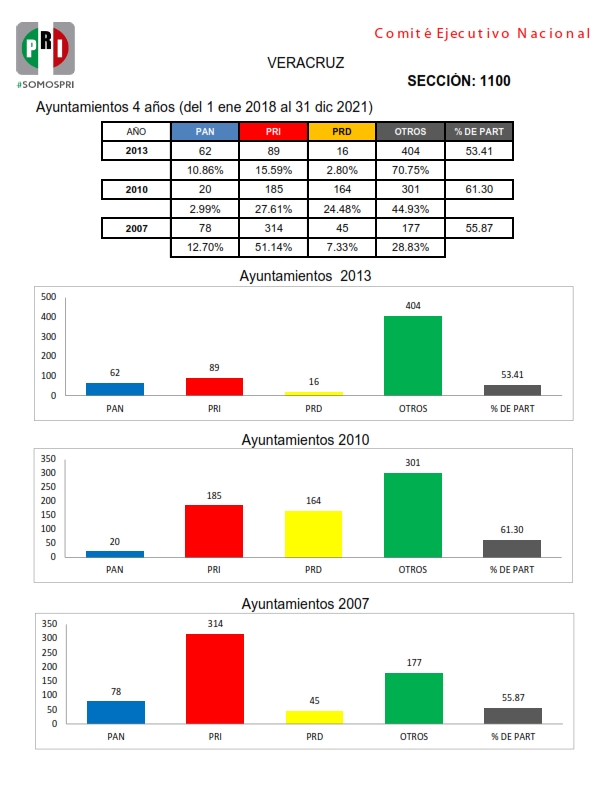 Comité Ejecutivo Nacional
PRI
#SOMOSPRI
VERACRUZ
SECCIÓN: 1100
Ayuntamientos 4 años (del 1 ene 2018 al 31 dic 2021)
AÑO PAN PRI PRD OTROS % DE PART
2013 62 89 16 404 53.41
10.86% 15.59% 2.80% 70.75%
2010 20 185 164 301 61.30
2.99% 27.61% 24.48% 44.93%
2007 78 314 45 177 55.87
12.70% 51.14% 7.33% 28.83%
Ayuntamientos 2013
500
400
300
200
100
0
62 89 16 404 53.41
PAN PRI PRD OTROS % DE PART
Ayuntamientos 2010
350
300
250
200
150
100
50
0
20 185 164 301 61.30
PAN PRI PRD OTROS % DE PART
Ayuntamientos 2007
350
300
250
200
150
100
50
0
78 314 45 177 55.87
PAN PRI PRD OTROS % DE PART